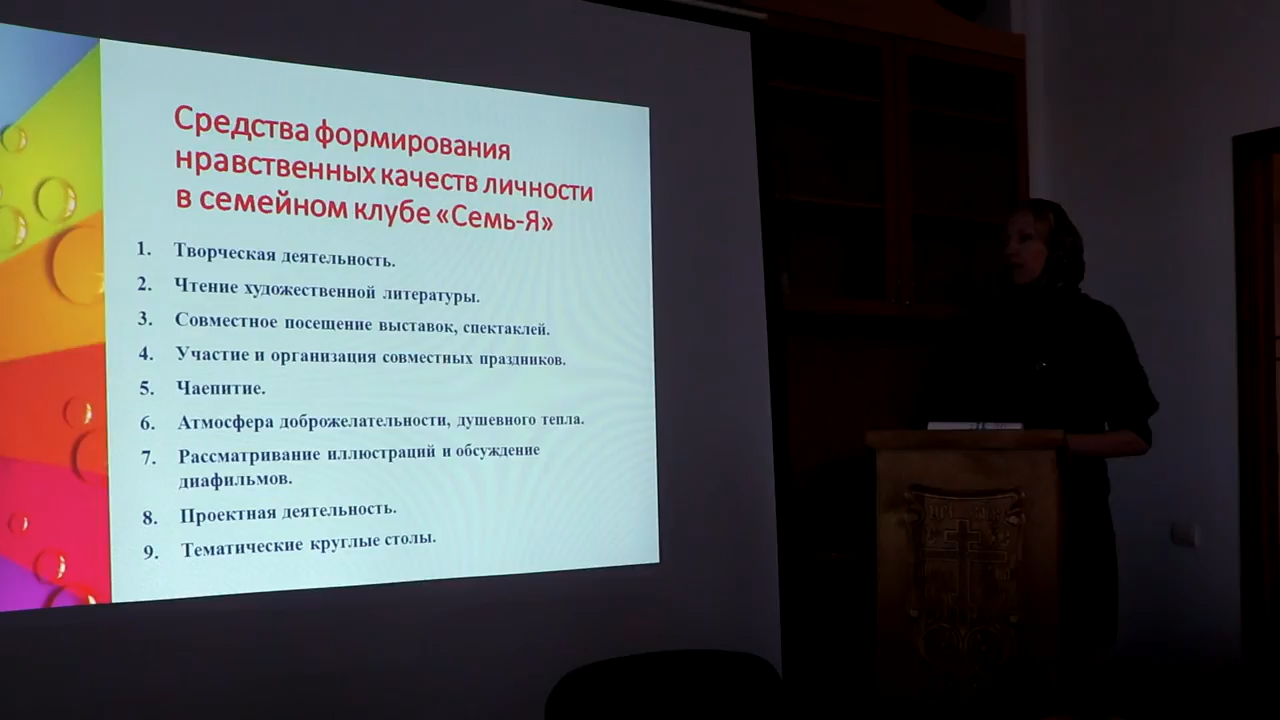 Средства формирования
нравственных качеств личности
в семейном клубе «Семь-Я»
1. Творческая деятельность.
2. Чтение художественной литературы.
3. Совместное посещение выставок, спектаклей.
4. Участие и организация совместных праздников.
5. Чаепитие.
6. Атмосфера доброжелательности, душевного тепла.
7. Рассматривание иллюстраций и обсуждение
диафильмов.
8. Проектная деятельность.
9. Тематические круглые столы.